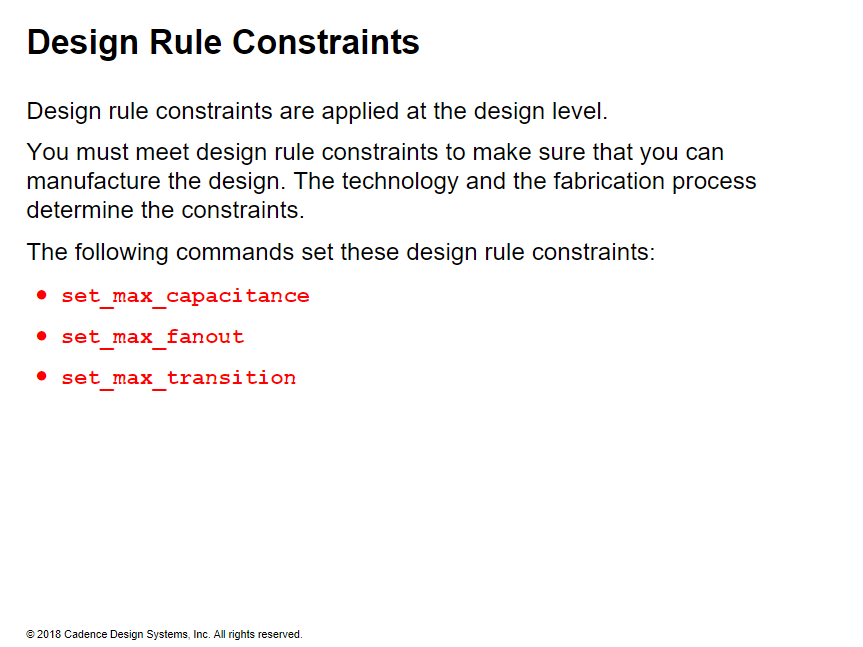 Design Rule Constraints
Design rule constraints are applied at the design level.
You must meet design rule constraints to make sure that you can
manufacture the design. The technology and the fabrication process
determine the constraints.
The following commands set these design rule constraints:
• set_max_capacitance
• set_max_fanout
• set_max_transition
© 2018 Cadence Design Systems, Inc. All rights reserved.